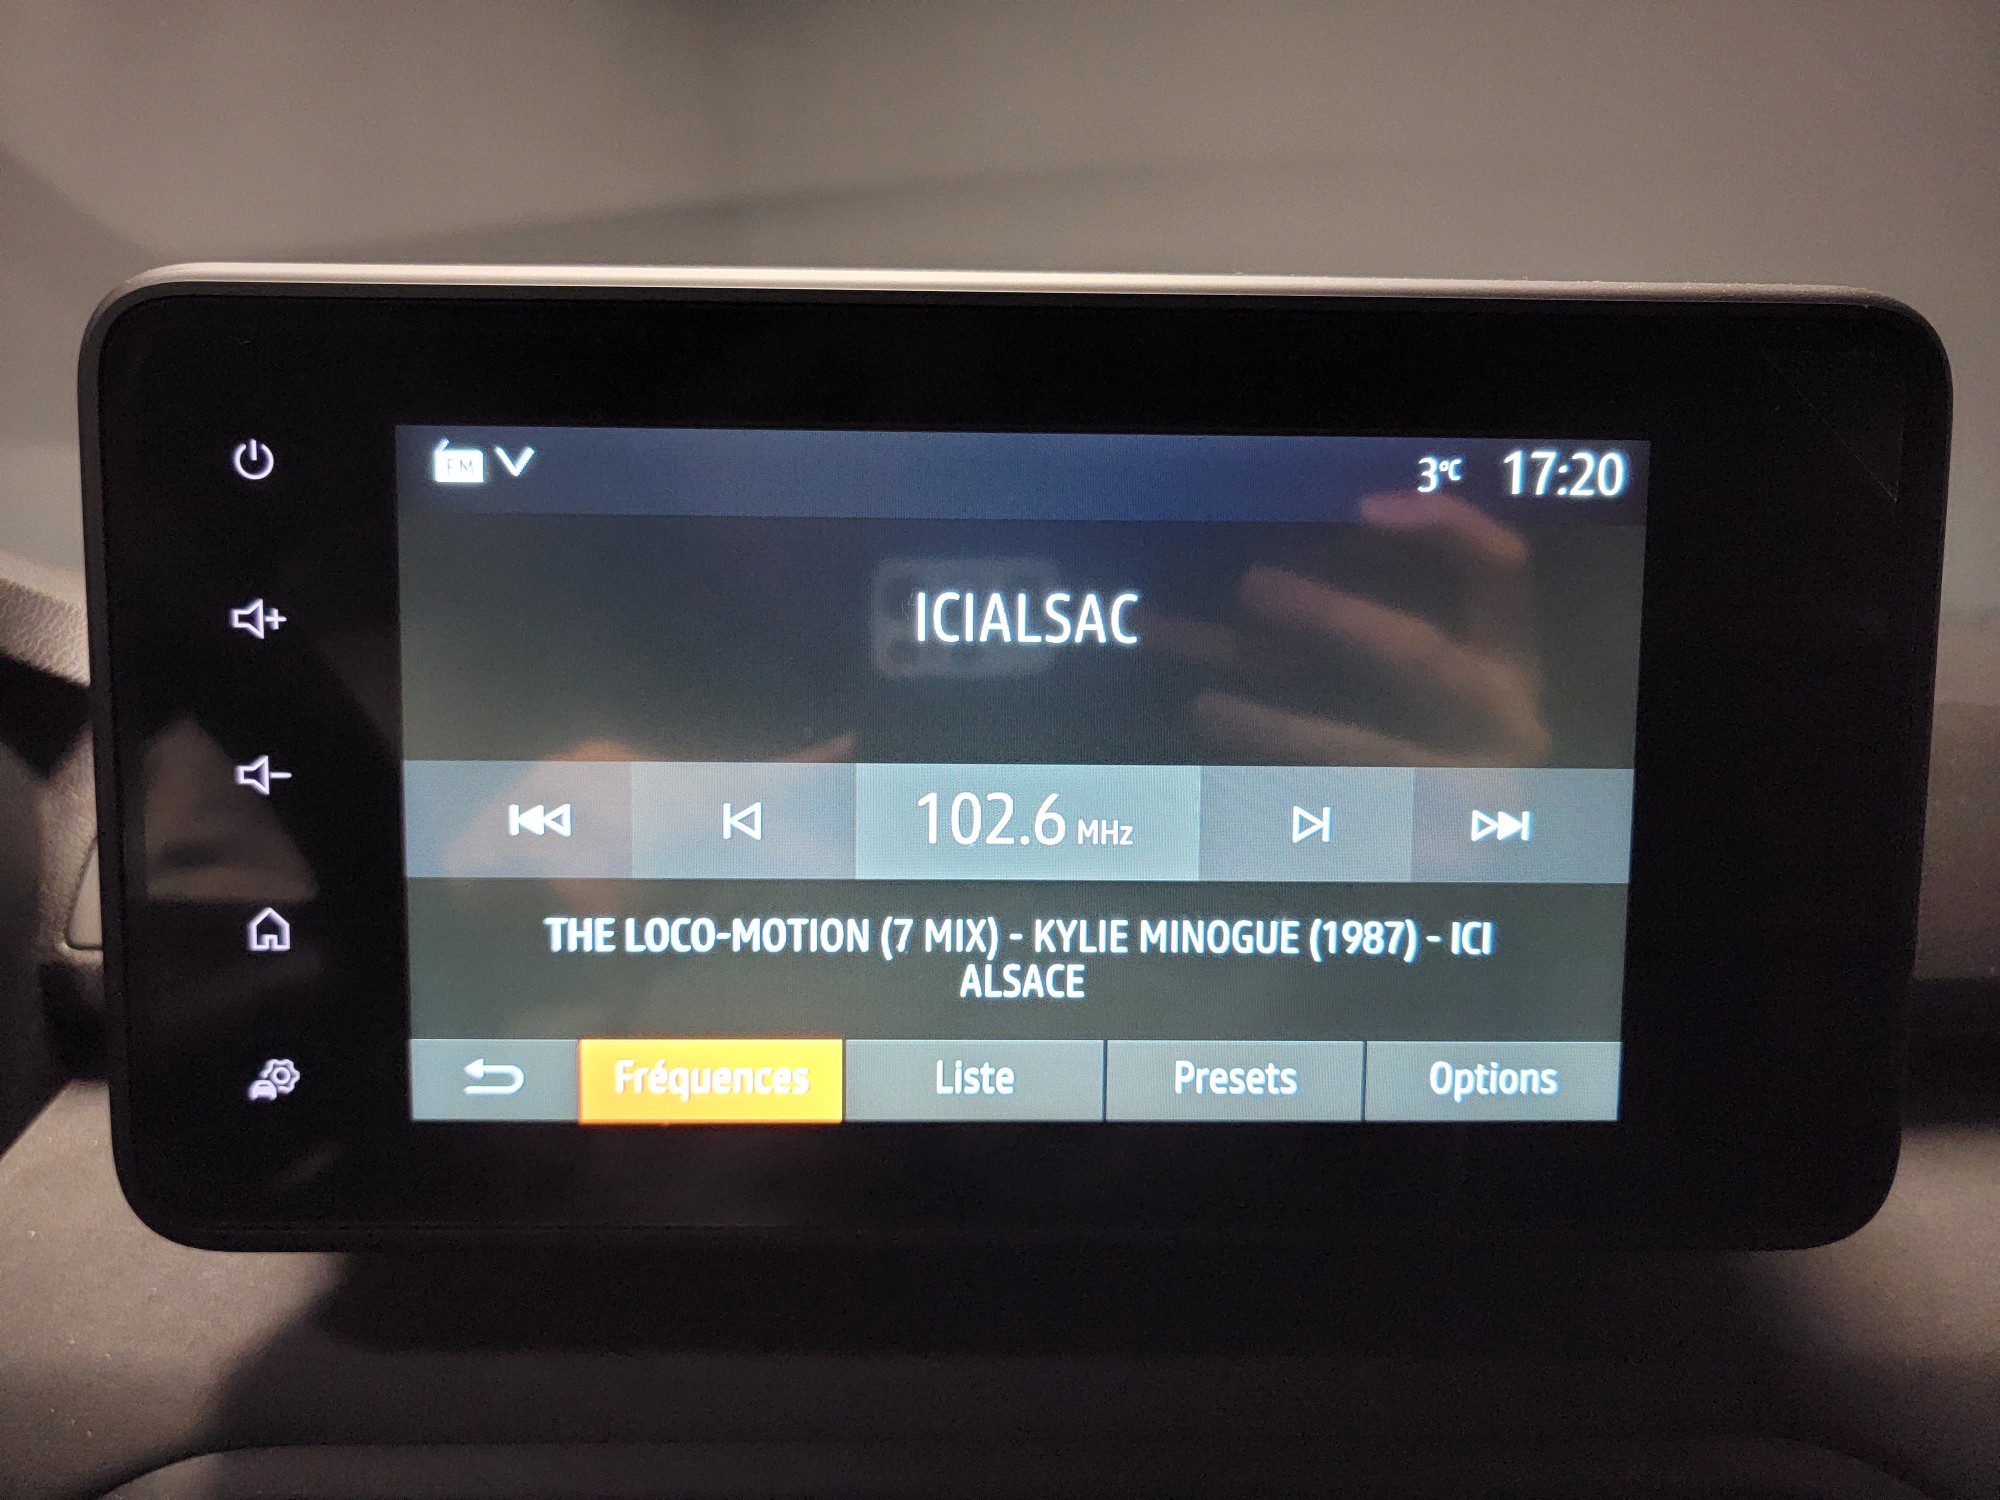 FM
3°C 17:20
ICIALSAC
102.6 MHz
THE LOCO-MOTION (7 MIX) - KYLIE MINOGUE (1987) - ICI
ALSACE
Fréquences Liste Presets Options